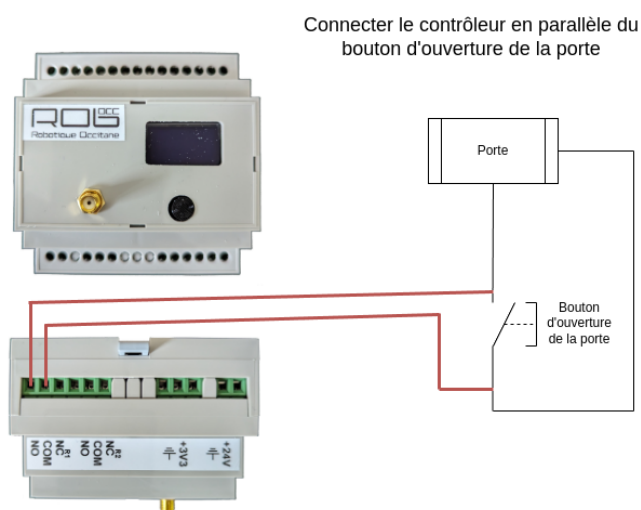 Connecter le contrôleur en parallèle du
bouton d'ouverture de la porte
ROB OCC
Robotique Occitane
Porte
Bouton
d'ouverture
de la porte
NO
COM
NC R1
NO
COM
NC R2
+3V3
+24V